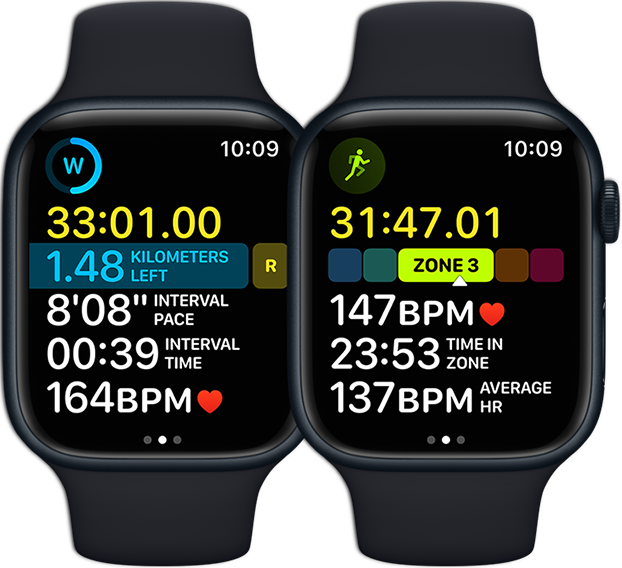 W
10:09
33:01.00
1.48 KILOMETERS
LEFT
R
8'08" INTERVAL
PACE
00:39 INTERVAL
TIME
164BPM
10:09
31:47.01
ZONE 3
147BPM
23:53 TIME IN
ZONE
137BPM AVERAGE
HR